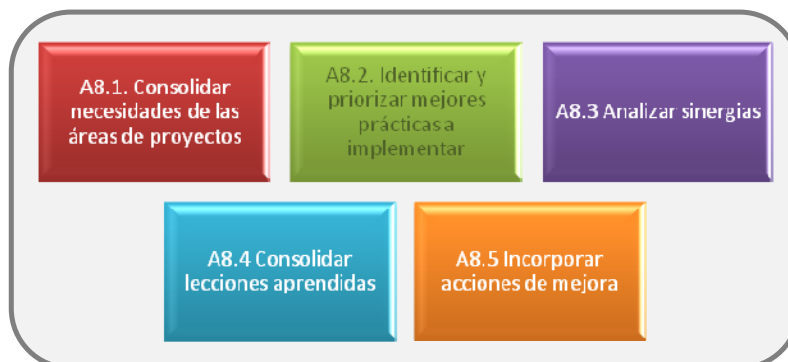 A8.1. Consolidar
necesidades de las
áreas de proyectos
A8.2. Identificar y
priorizar mejores
prácticas a
implementar
A8.3 Analizar sinergias
A8.4 Consolidar
lecciones aprendidas
A8.5 Incorporar
acciones de mejora